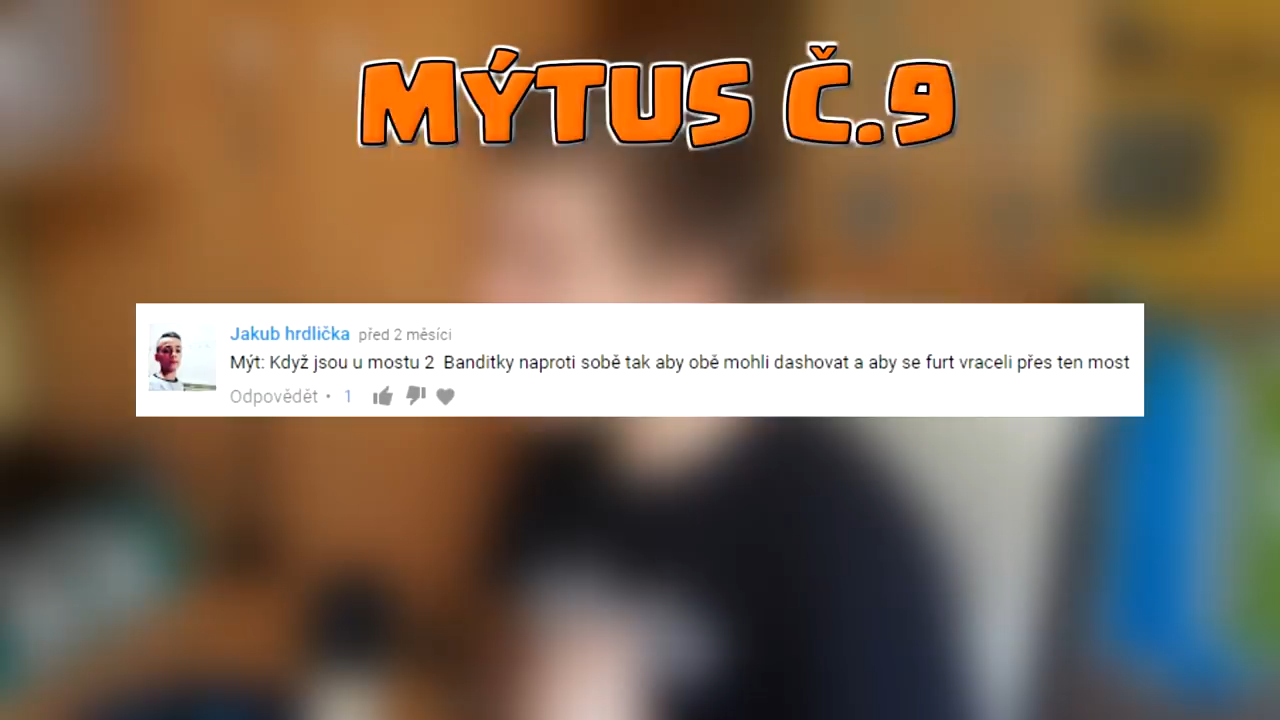 MÝTUS Č.9
Jakub hrdlička před 2 měsíci
Mýt: Když jsou u mostu 2  Banditky naproti sobě tak aby obě mohli dashovat a aby se furt vraceli přes ten most
Odpovědět • 1